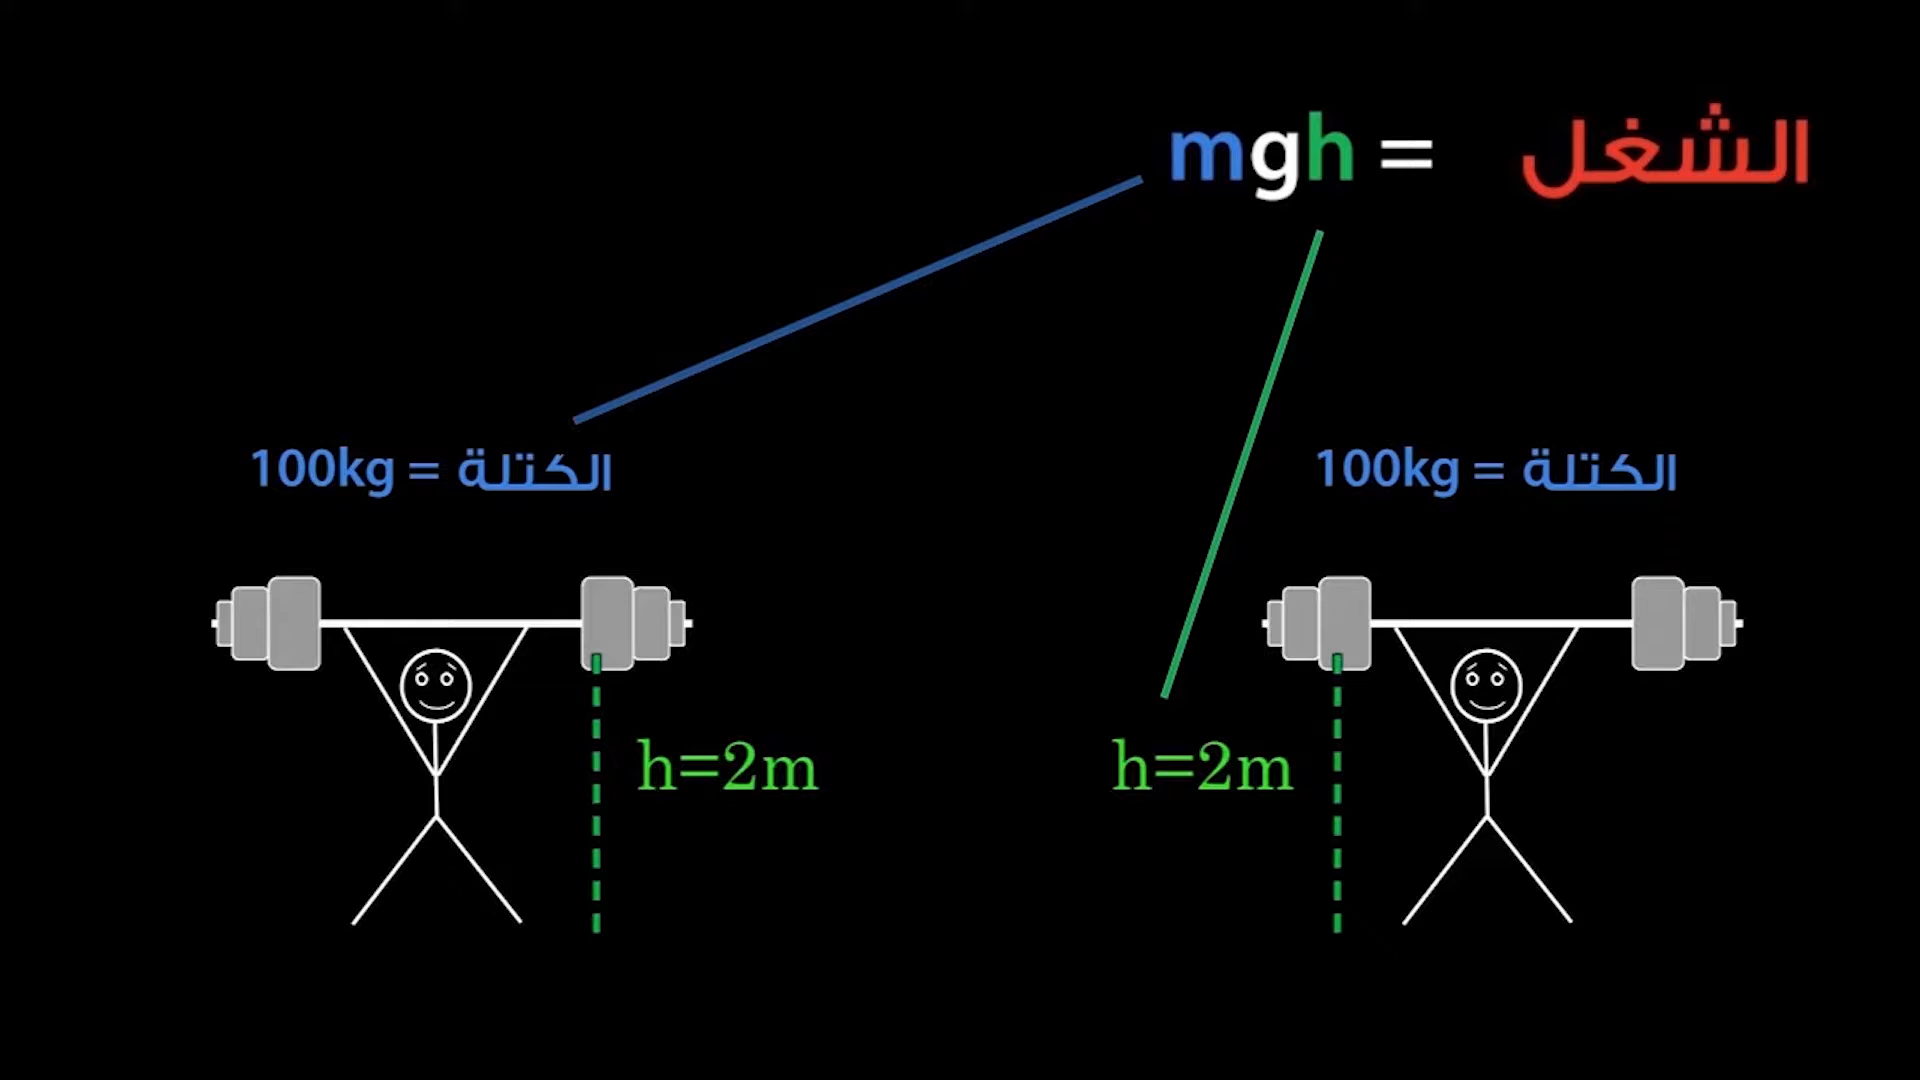 الشغل = mgh
الكتلة = 100kg
الكتلة = 100kg
h=2m
h=2m